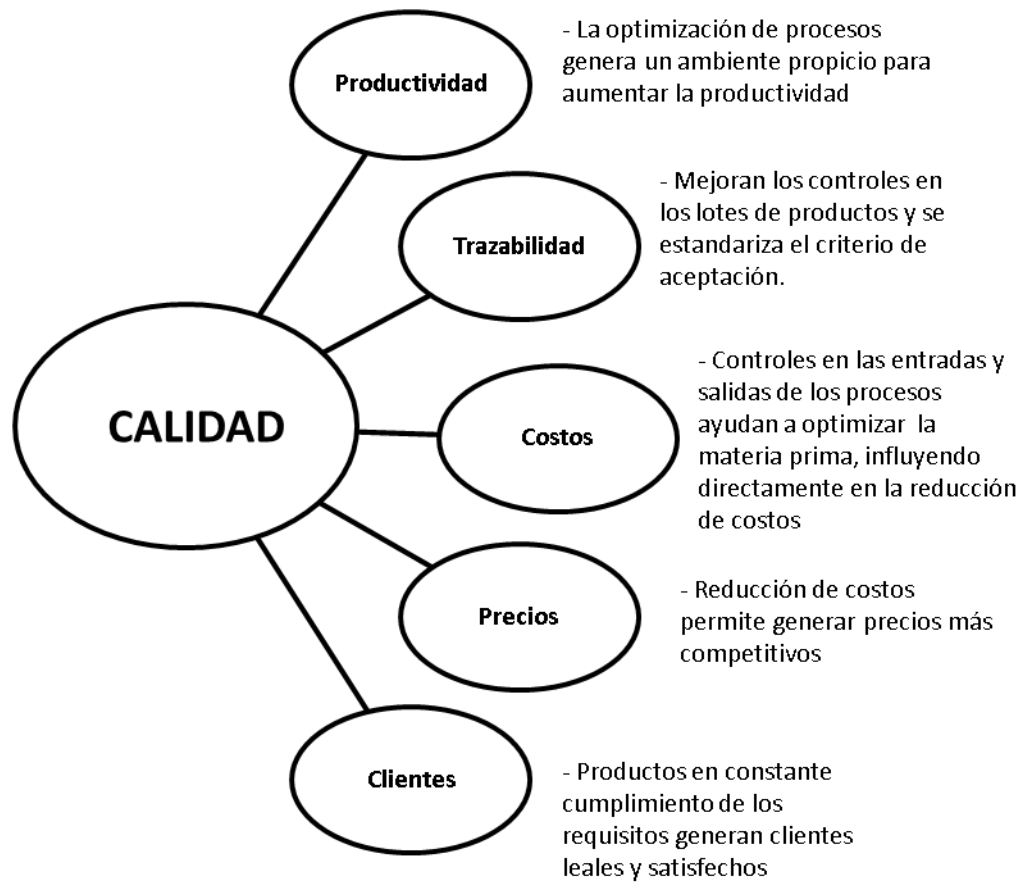 Productividad
- La optimización de procesos
genera un ambiente propicio para
aumentar la productividad
Trazabilidad
- Mejoran los controles en
los lotes de productos y se
estandariza el criterio de
aceptación.
CALIDAD
Costos
- Controles en las entradas y
salidas de los procesos
ayudan a optimizar la
materia prima, influyendo
directamente en la reducción
de costos
Precios
- Reducción de costos
permite generar precios más
competitivos
Clientes
- Productos en constante
cumplimiento de los
requisitos generan clientes
leales y satisfechos